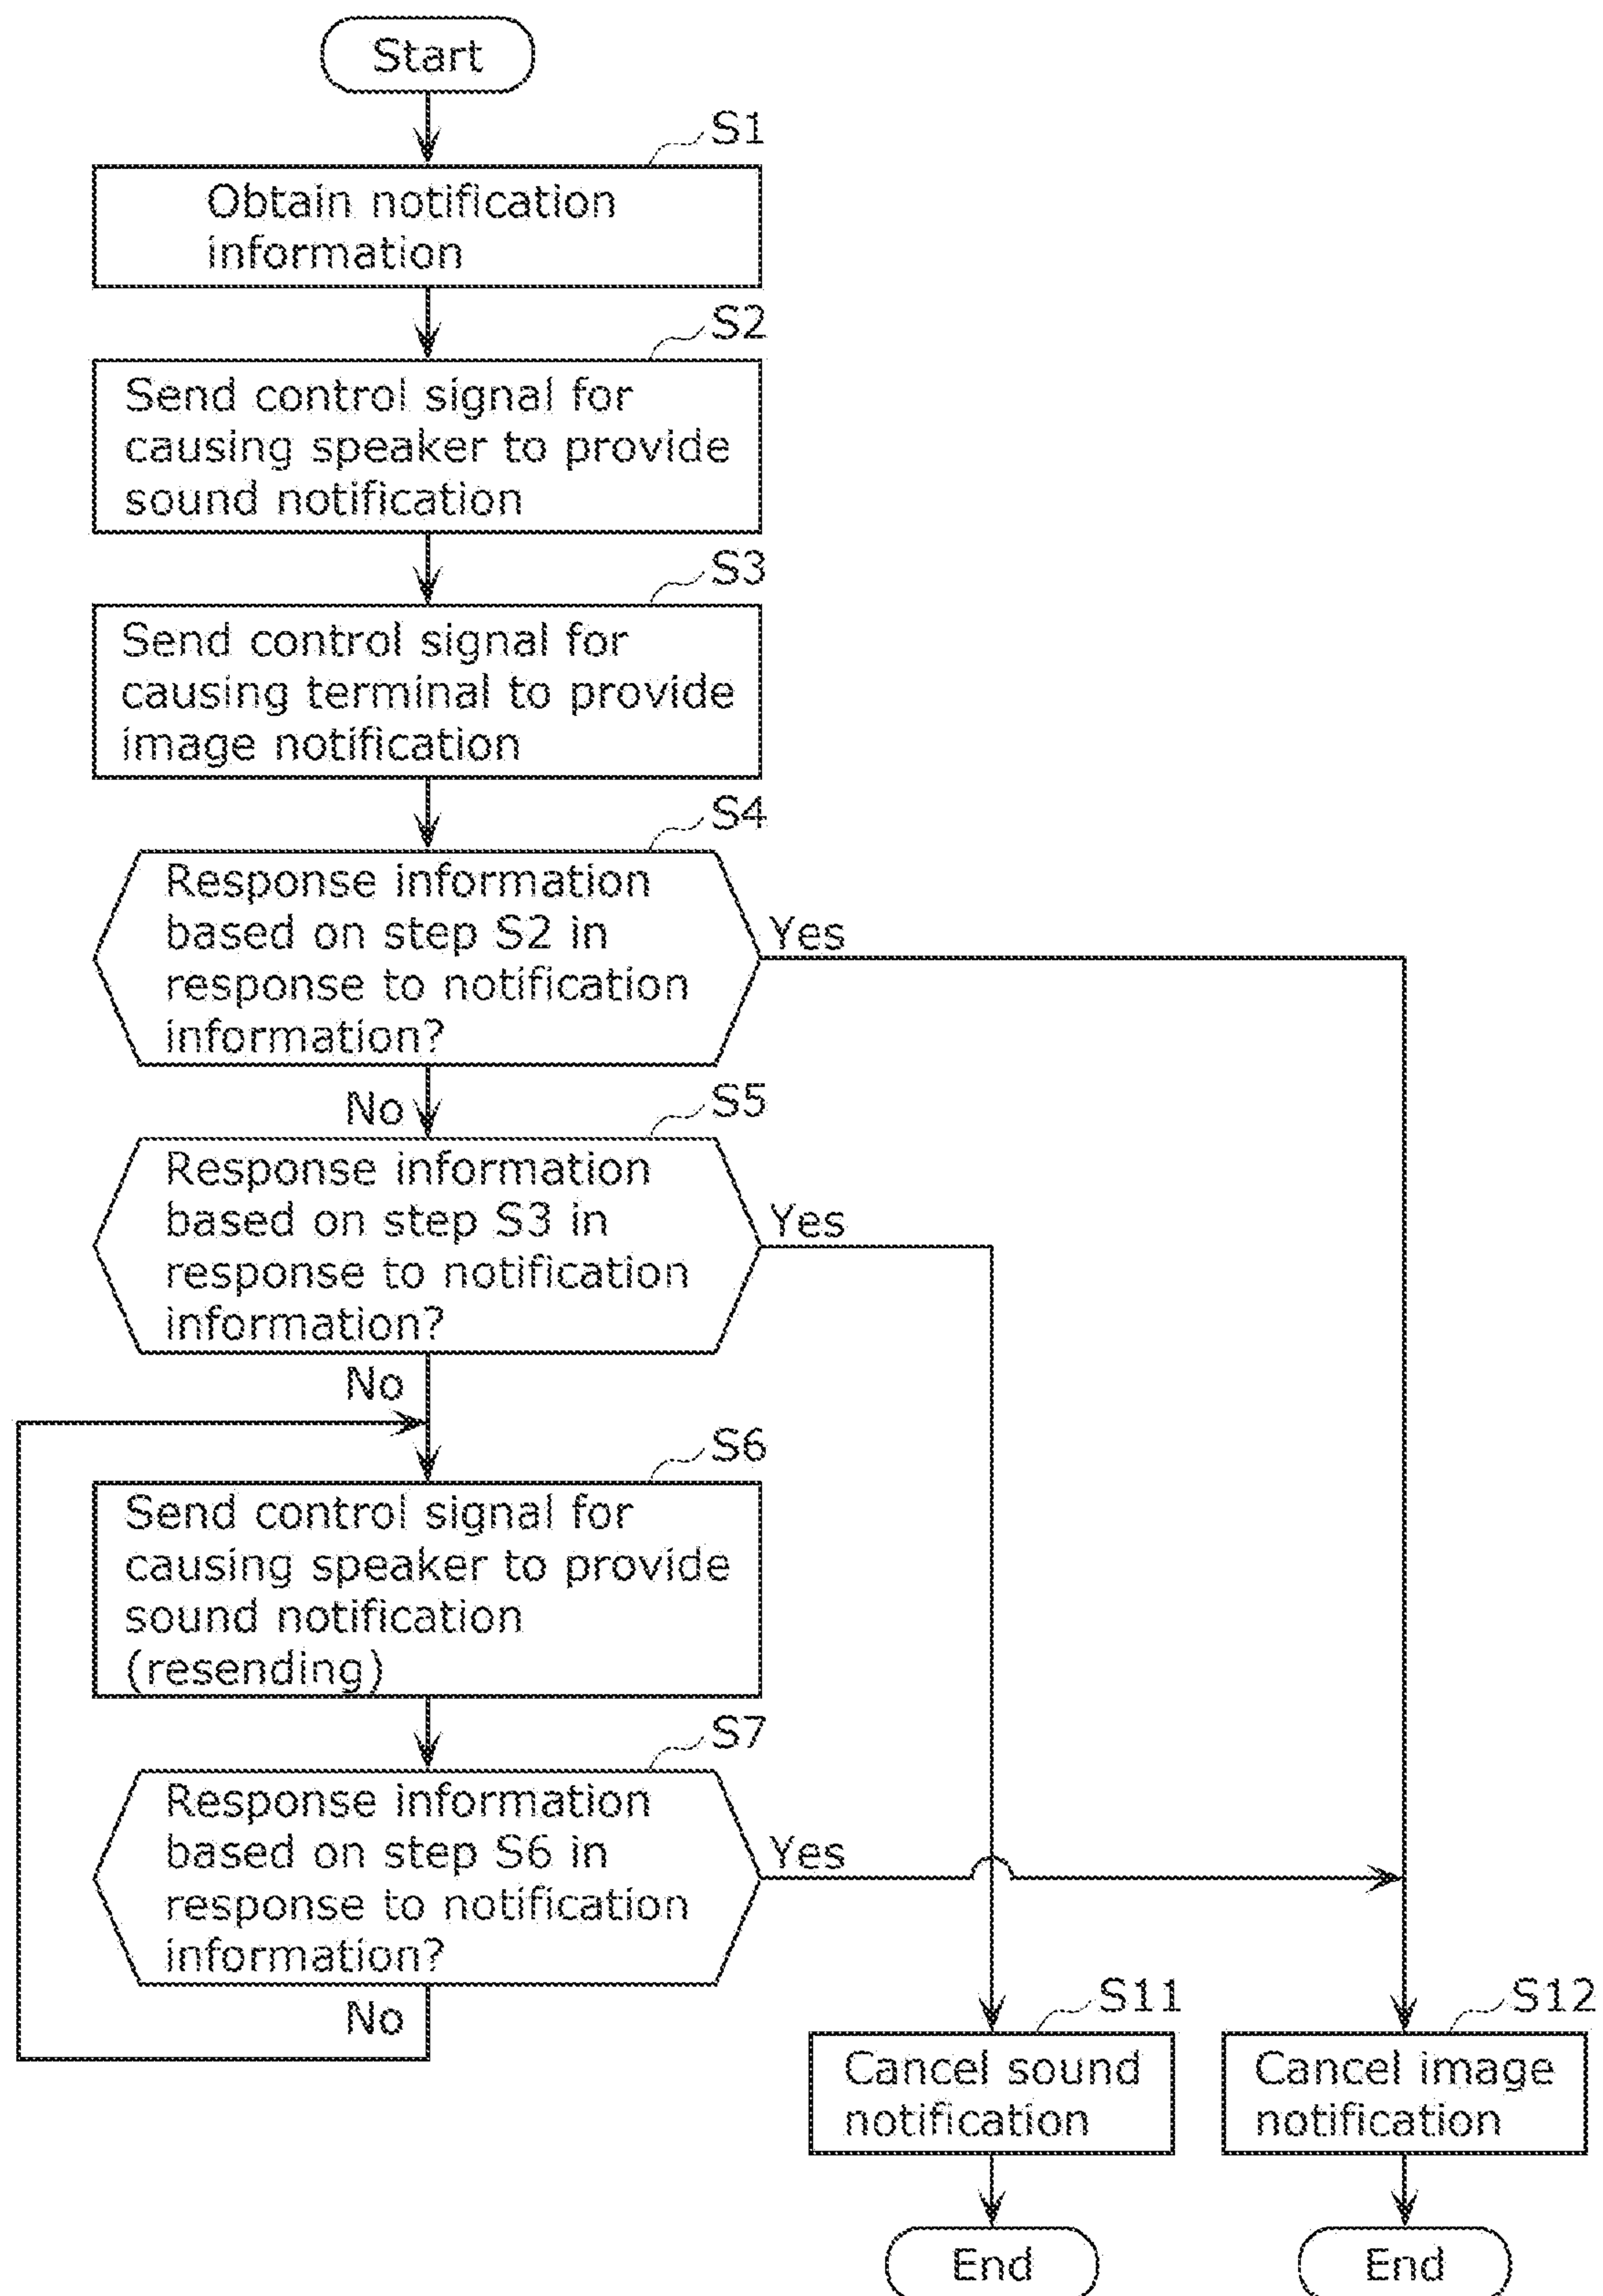 Start
S1
Obtain notification
information
S2
Send control signal for
causing speaker to provide
sound notification
S3
Send control signal for
causing terminal to provide
image notification
S4
Response information
based on step S2 in
response to notification
information?
Yes
No
S5
Response information
based on step S3 in
response to notification
information?
Yes
No
S6
Send control signal for
causing speaker to provide
sound notification
(resending)
S7
Response information
based on step S6 in
response to notification
information?
Yes
No
S11
Cancel sound
notification
S12
Cancel image
notification
End
End